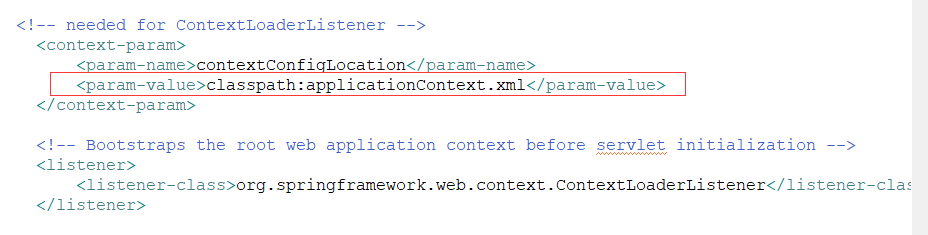 <!-- needed for ContextLoaderListener -->
<context-param>
<param-name>contextConfigLocation</param-name>
<param-value>classpath:applicationContext.xml</param-value>
</context-param>
<!-- Bootstraps the root web application context before servlet initialization -->
<listener>
<listener-class>org.springframework.web.context.ContextLoaderListener</listener-clas
</listener>